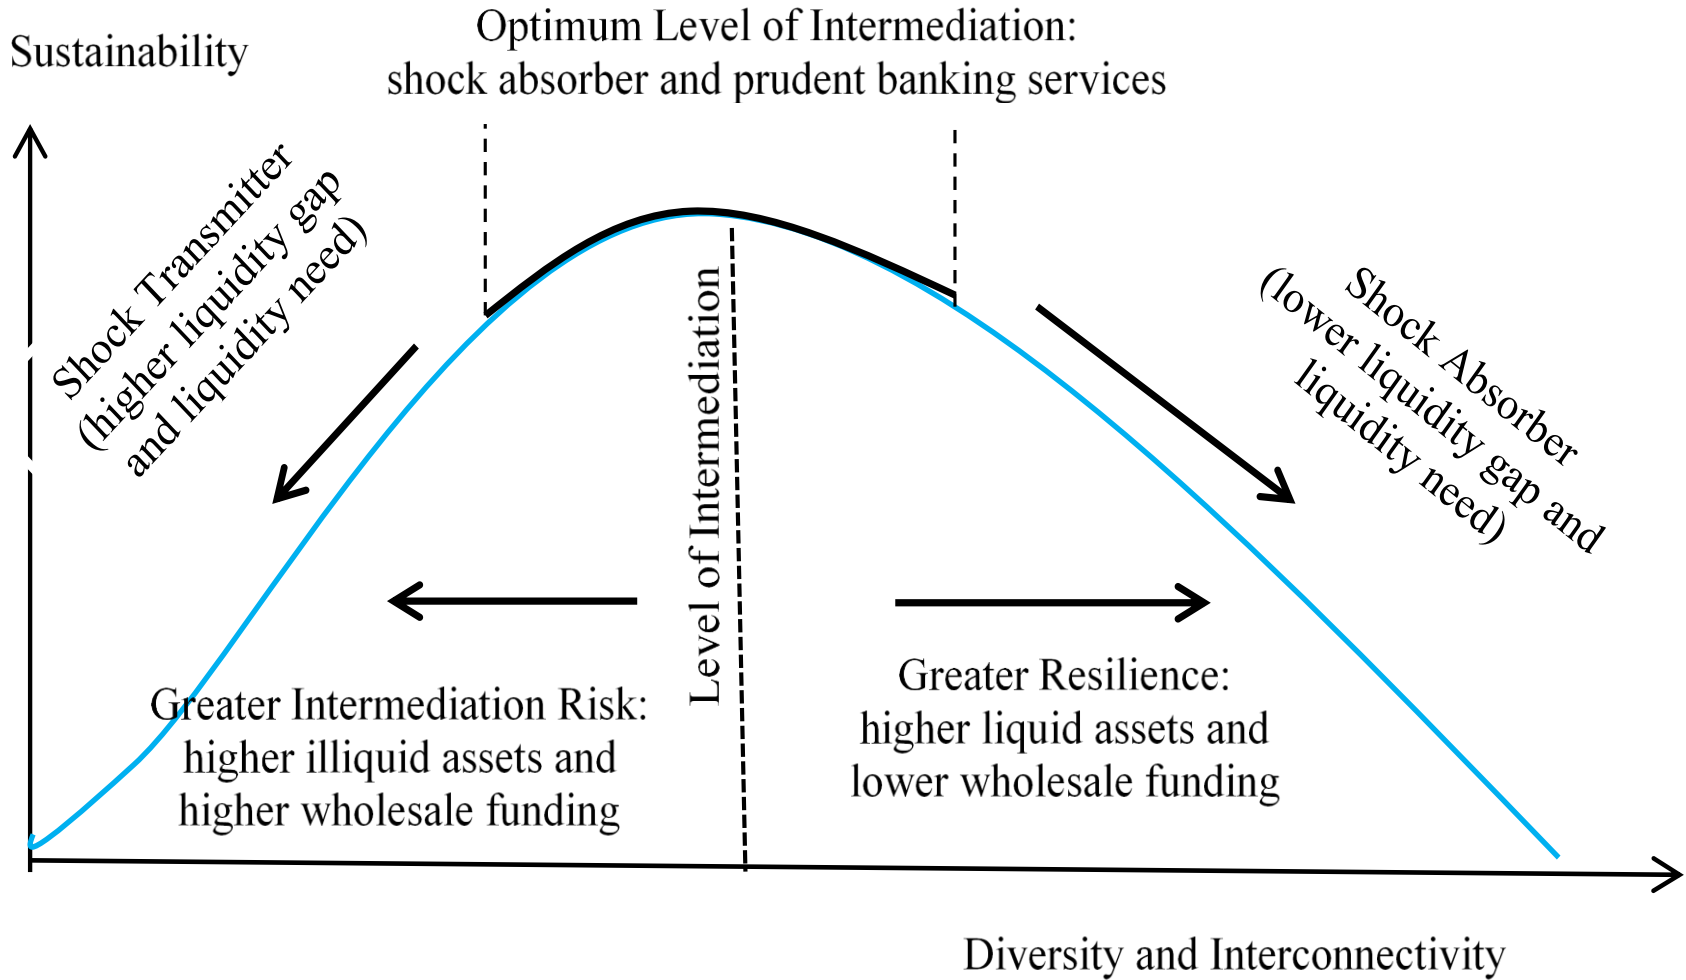 Optimum Level of Intermediation:
shock absorber and prudent banking services
Sustainability
Shock Transmitter
(higher liquidity gap
and liquidity need)
Level of Intermediation
Shock Absorber
(lower liquidity gap and
liquidity need)
Greater Intermediation Risk:
higher illiquid assets and
higher wholesale funding
Greater Resilience:
higher liquid assets and
lower wholesale funding
Diversity and Interconnectivity